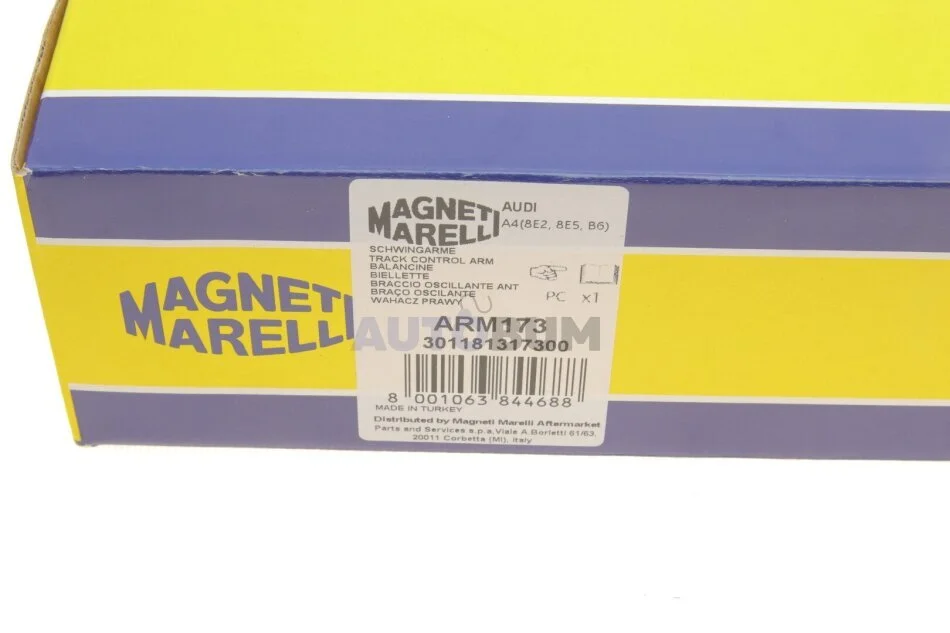 MAGNETI
MARELLI
MAGNETI
MARELLI
AUDI
A4(8E2, 8E5, B6)
SCHWINGARME
TRACK CONTROL ARM
BALANCINE
BIELLETTE
BRACCIO OSCILLANTE ANT
BRAÇO OSCILANTE
WAHACZ PRAWY
PC x1
ARM173
AUTOBUM
301181317300
8 001063 844688
MADE IN TURKEY
Distributed by Magneti Marelli Aftermarket
Parts and Services s.p.a, Viale A.Borletti 61/63,
20011 Corbetta (MI), Italy